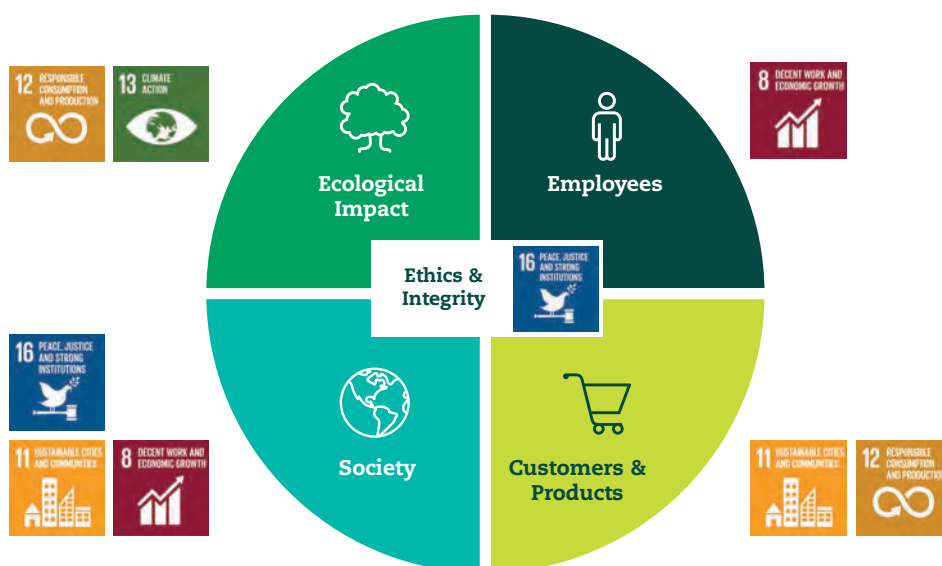 12 RESPONSIBLE
CONSUMPTION
AND PRODUCTION
13 CLIMATE
ACTION
8 DECENT WORK AND
ECONOMIC GROWTH
Ecological
Impact
Employees
Ethics &
Integrity
16 PEACE, JUSTICE
AND STRONG
INSTITUTIONS
16 PEACE, JUSTICE
AND STRONG
INSTITUTIONS
11 SUSTAINABLE CITIES
AND COMMUNITIES
8 DECENT WORK AND
ECONOMIC GROWTH
Society
Customers &
Products
11 SUSTAINABLE CITIES
AND COMMUNITIES
12 RESPONSIBLE
CONSUMPTION
AND PRODUCTION